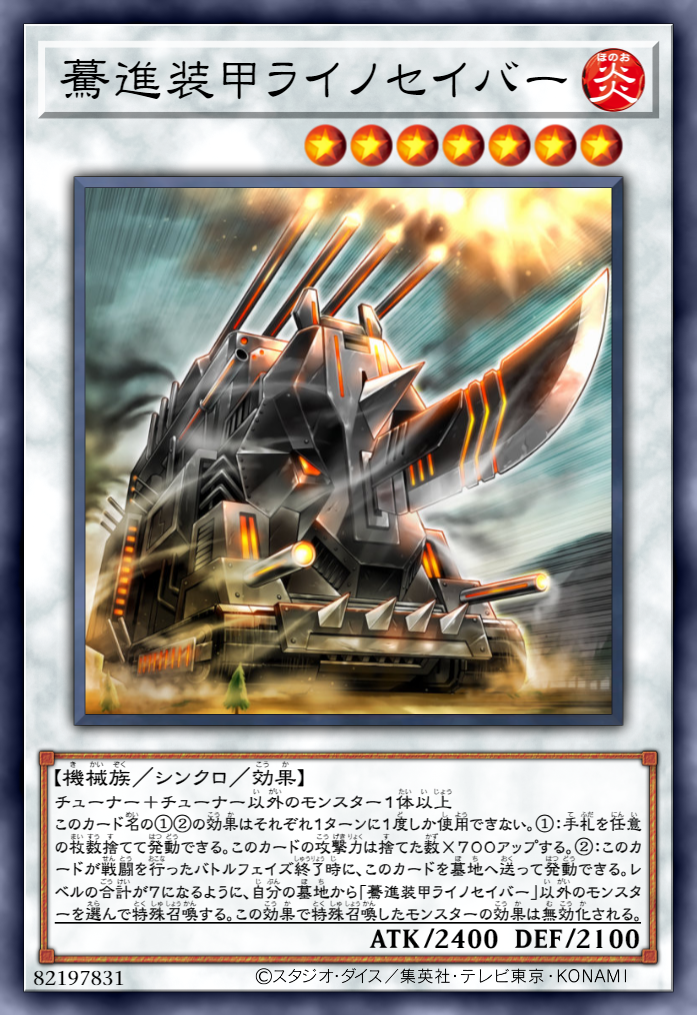 驀進装甲ライノセイバー
ほのお
炎
【機械族／シンクロ／効果】
チューナー＋チューナー以外のモンスター１体以上
このカード名の①②の効果はそれぞれ１ターンに１度しか使用できない。①：手札を任意
の枚数捨てて発動できる。このカードの攻撃力は捨てた数×７００アップする。②：このカ
ードが戦闘を行ったバトルフェイズ終了時に、このカードを墓地へ送って発動できる。レ
ベルの合計が７になるように、自分の墓地から「驀進装甲ライノセイバー」以外のモンスタ
ーを選んで特殊召喚する。この効果で特殊召喚したモンスターの効果は無効化される。
ATK/2400 DEF/2100
82197831
©スタジオ・ダイス／集英社・テレビ東京・KONAMI